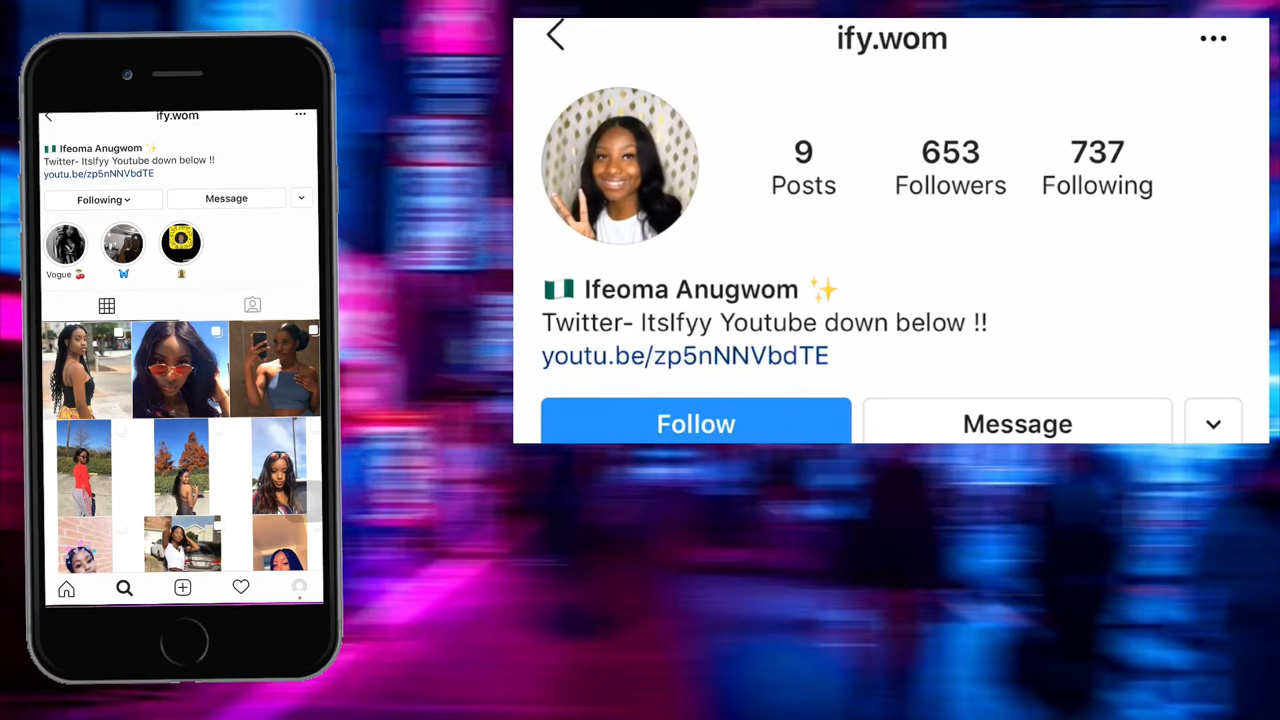 ify.wom
Ifeoma Anugwom
Twitter- ItsIfyy Youtube down below !!
youtu.be/zp5nNNVbdTE
Following
Message
Vogue
ify.wom
9
Posts
653
Followers
737
Following
Ifeoma Anugwom
Twitter- ItsIfyy Youtube down below !!
youtu.be/zp5nNNVbdTE
Follow
Message